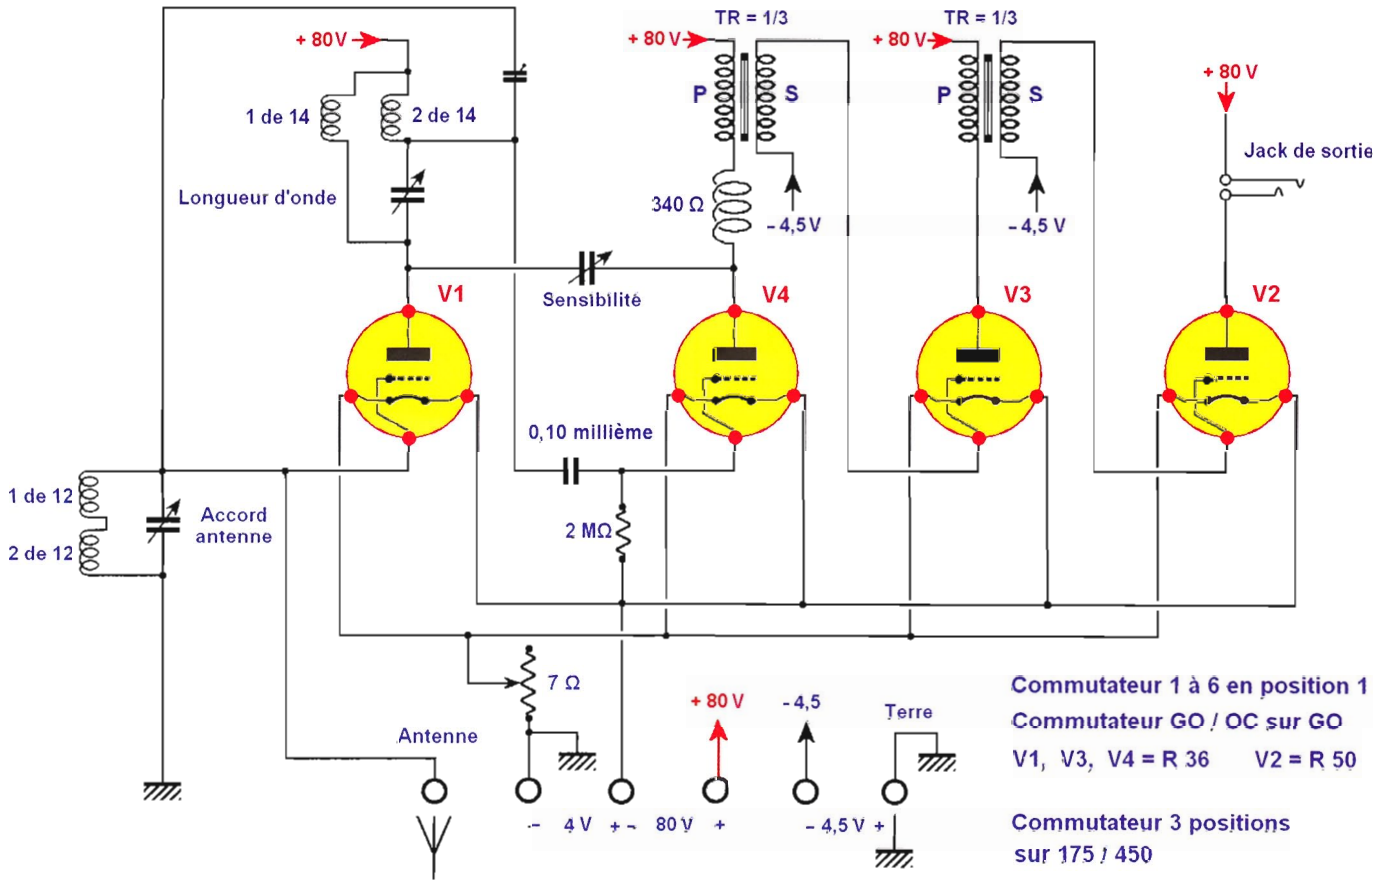 TR = 1/3
TR = 1/3
+ 80 V
+ 80 V
+ 80 V
+ 80 V
P
S
P
S
1 de 14
2 de 14
Jack de sortie
Longueur d'onde
340 Ω
– 4,5 V
– 4,5 V
Sensibilité
V1
V4
V3
V2
0,10 millième
1 de 12
2 de 12
Accord
antenne
2 MΩ
7 Ω
+ 80 V
- 4,5
Terre
Antenne
– 4 V +
– 80 V +
– 4,5 V +
Commutateur 1 à 6 en position 1
Commutateur GO / OC sur GO
V1, V3, V4 = R 36 V2 = R 50
Commutateur 3 positions
sur 175 / 450